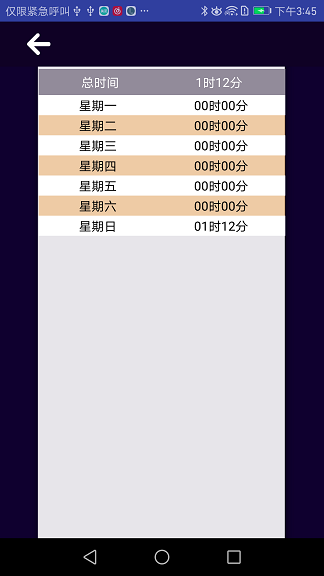 仅限紧急呼叫 ··· 下午3:45
总时间 1时12分
星期一 00时00分
星期二 00时00分
星期三 00时00分
星期四 00时00分
星期五 00时00分
星期六 00时00分
星期日 01时12分